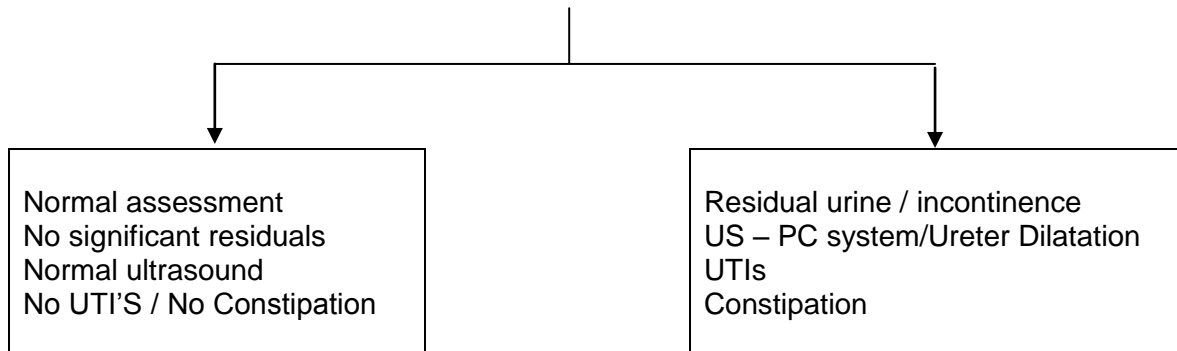 Normal assessment
No significant residuals
Normal ultrasound
No UTI'S / No Constipation
Residual urine / incontinence
US – PC system/Ureter Dilatation
UTIs
Constipation